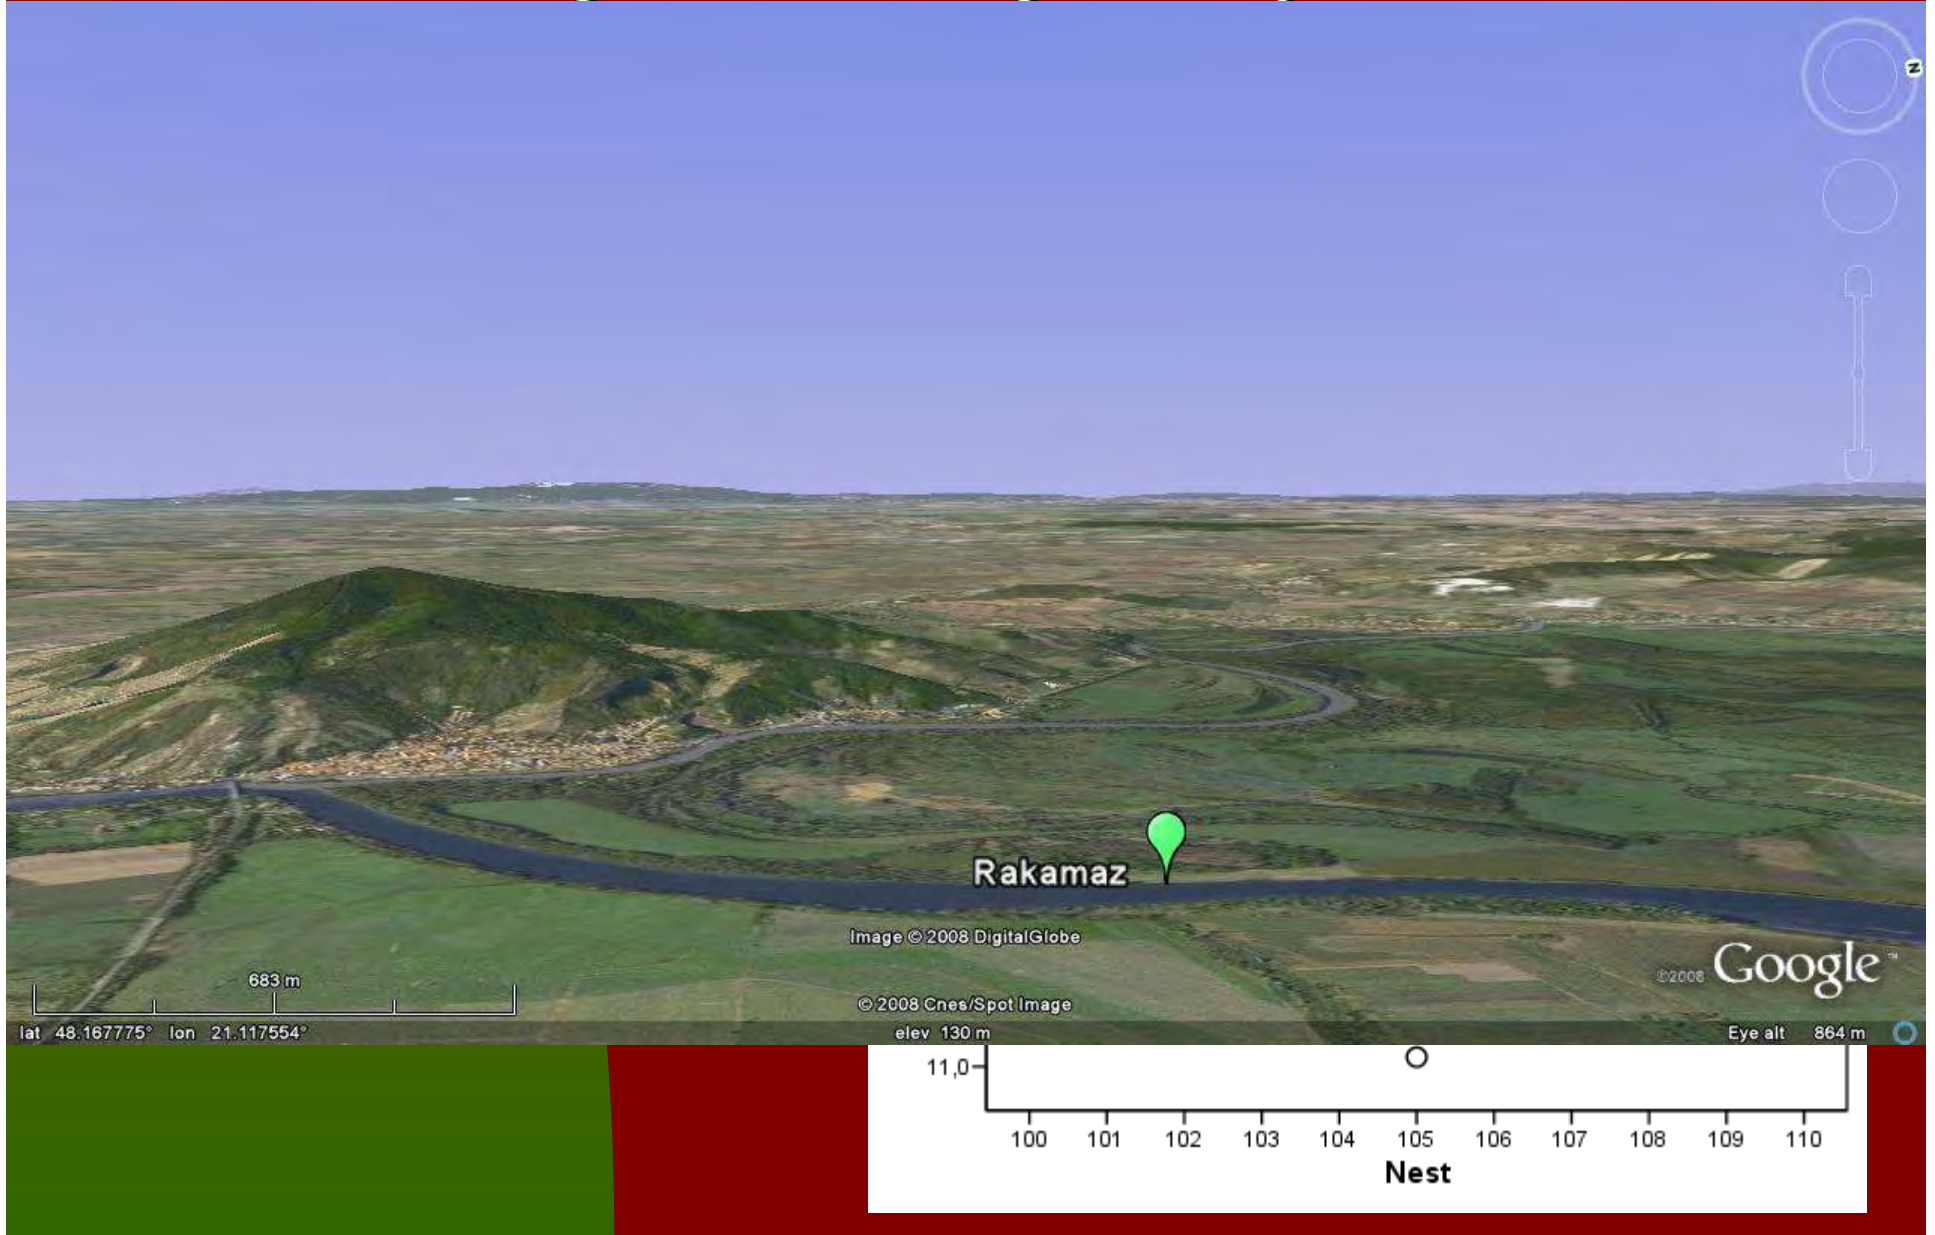 N
Rakamaz
Image © 2008 DigitalGlobe
©2008 Google™
683 m
© 2008 Cnes/Spot Image
lat 48.167775° lon 21.117554° elev 130 m Eye alt 864 m
11,0
100 101 102 103 104 105 106 107 108 109 110
Nest